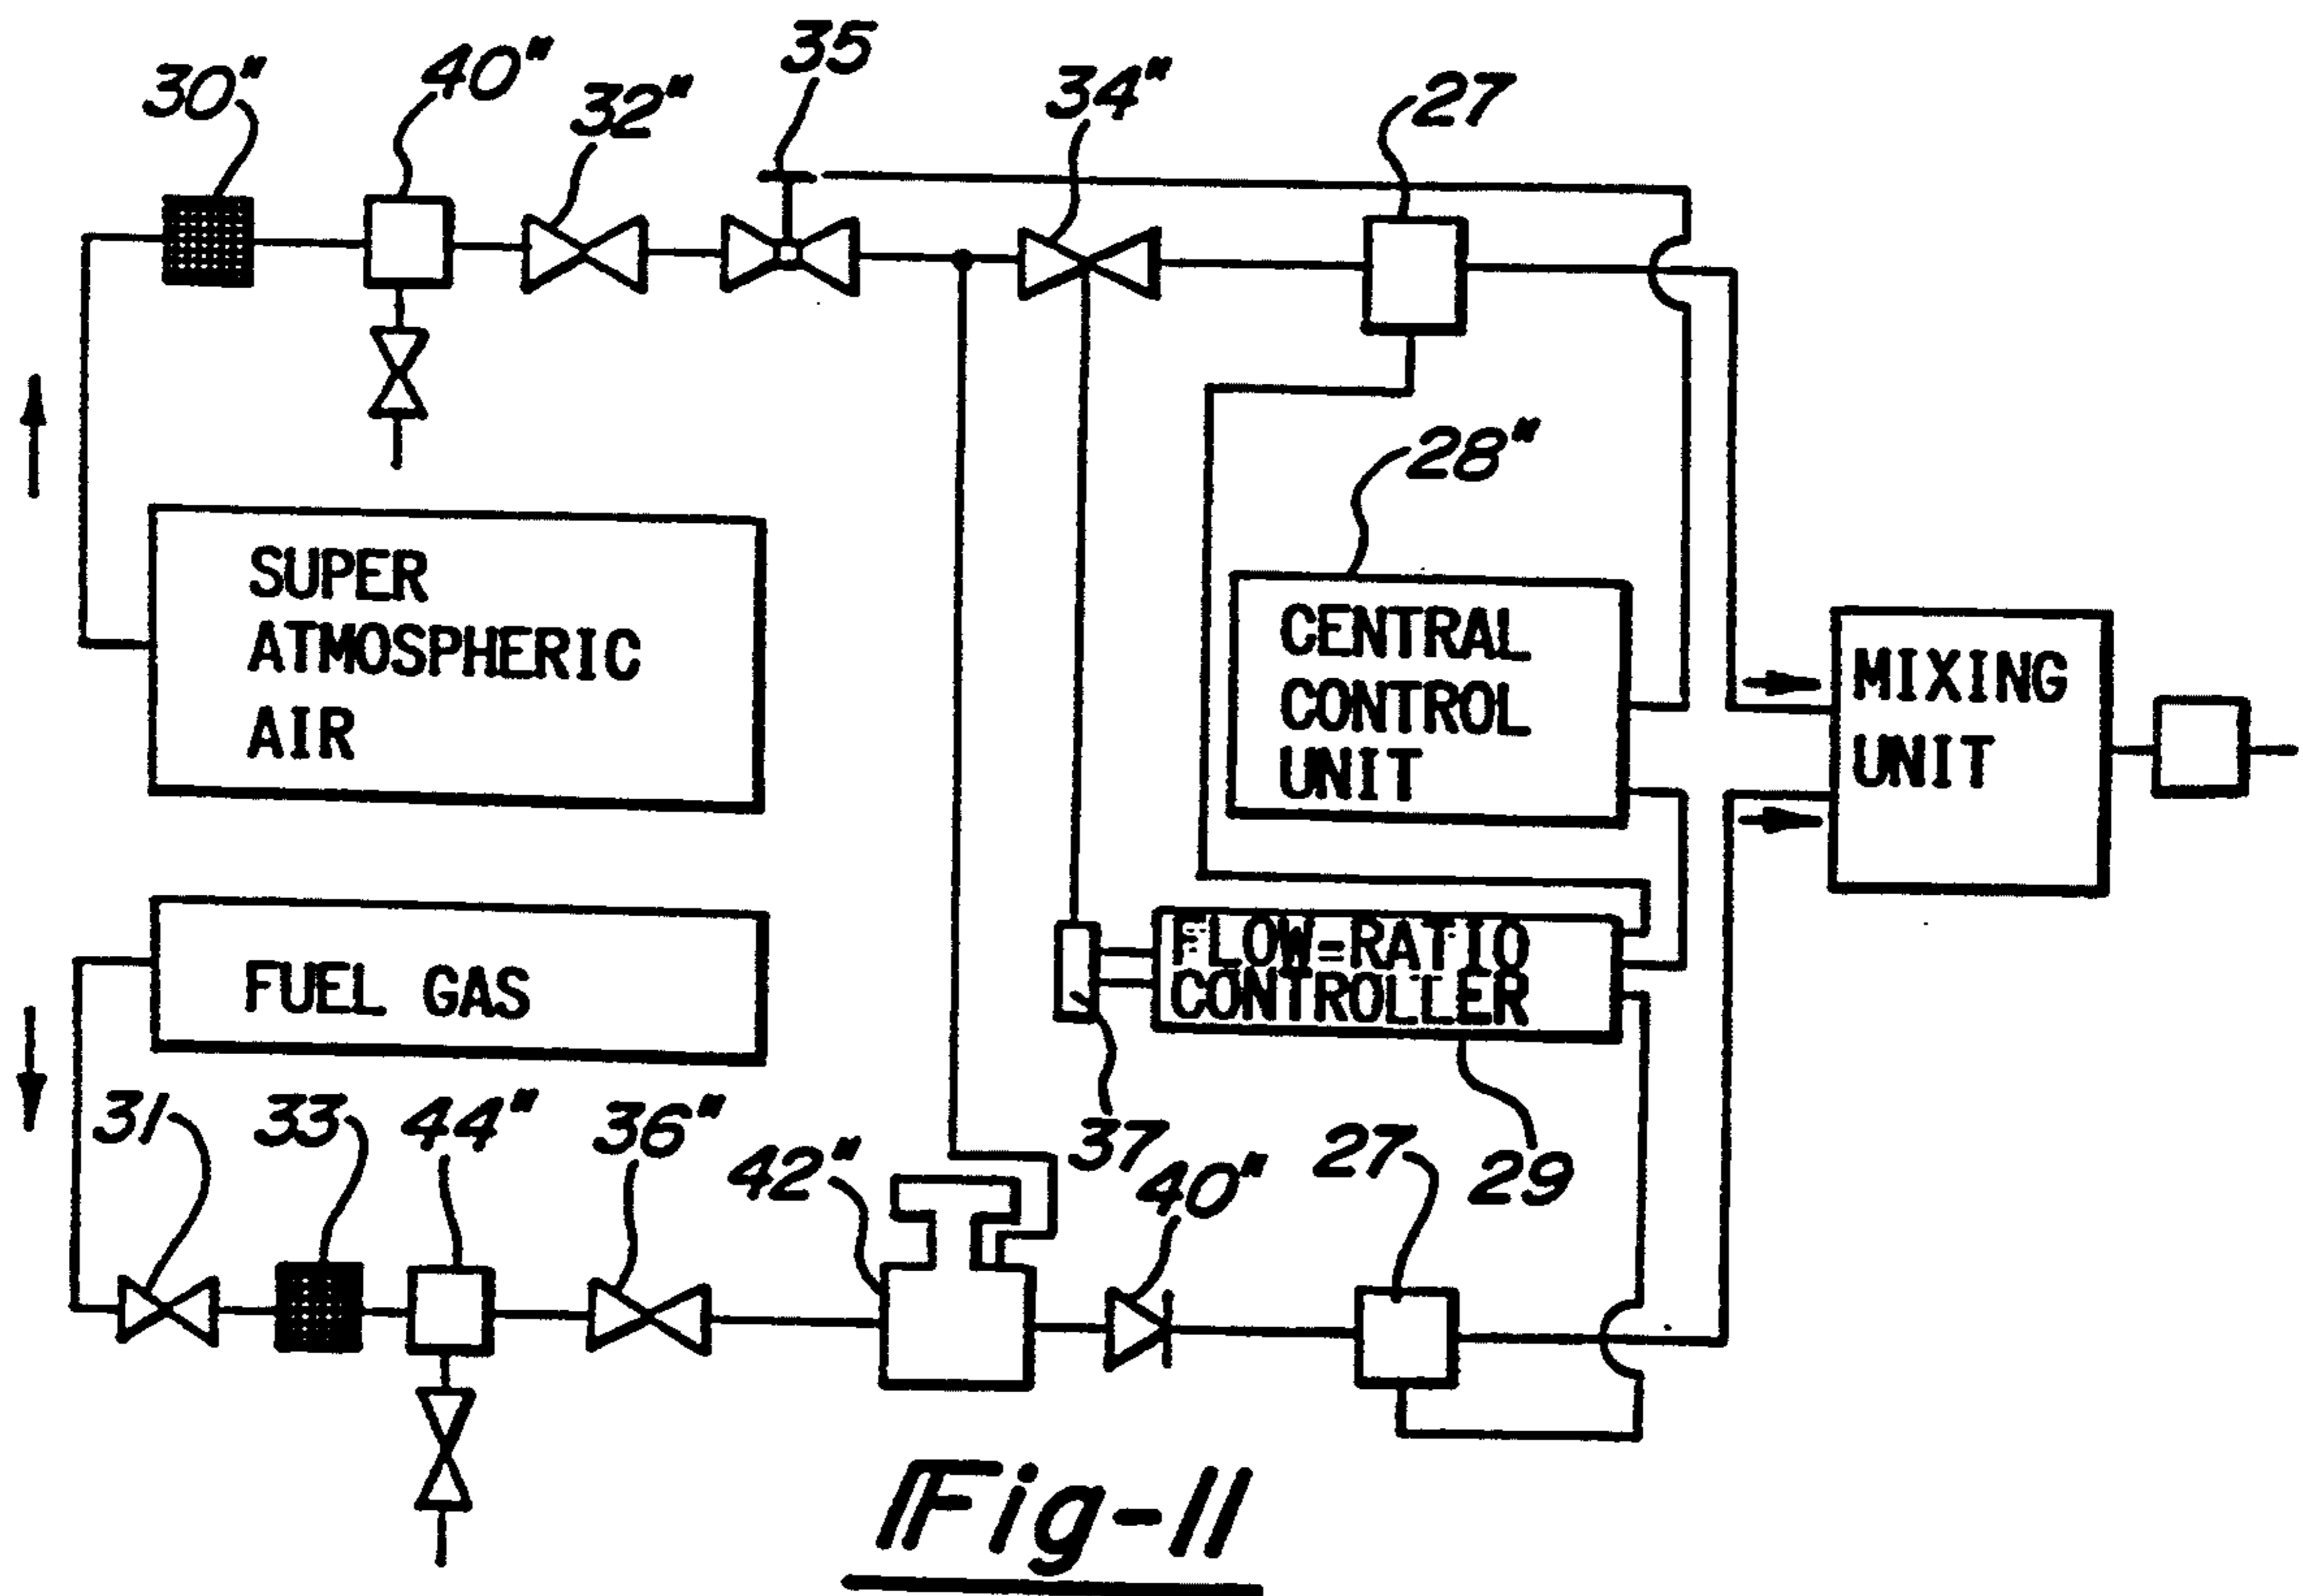 30"
40"
32"
35
34"
27
28"
SUPER
ATMOSPHERIC
AIR
CENTRAL
CONTROL
UNIT
MIXING
UNIT
FUEL GAS
FLOW=RATIO
CONTROLLER
31
33
44"
36"
42"
37
40"
27
29
Fig-11